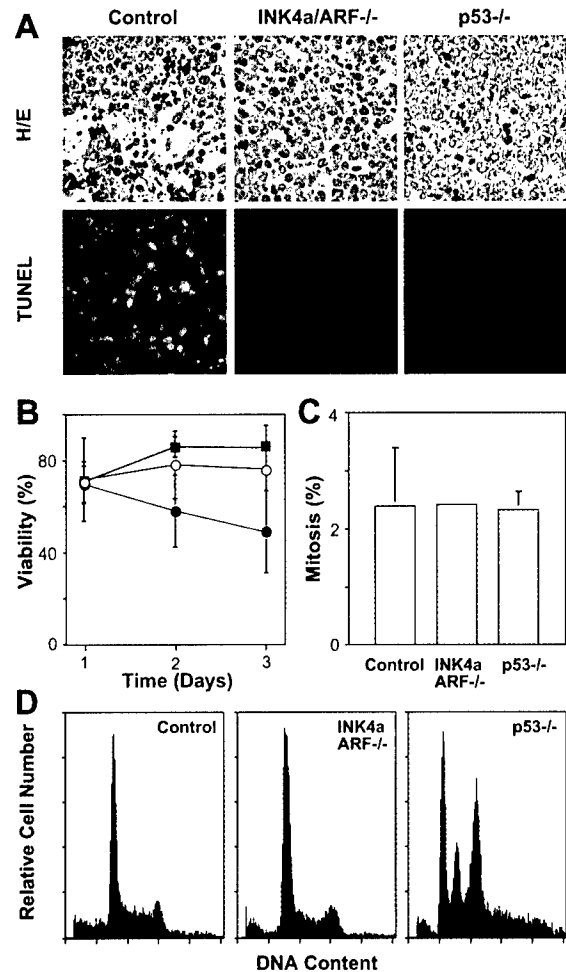 A
Control
INK4a/ARF-/-
p53-/-
H/E
TUNEL
B
Viability (%)
80
40
0
1
2
3
Time (Days)
C
Mitosis (%)
4
2
0
Control
INK4a
ARF-/-
p53-/-
D
Relative Cell Number
Control
INK4a
ARF-/-
p53-/-
DNA Content